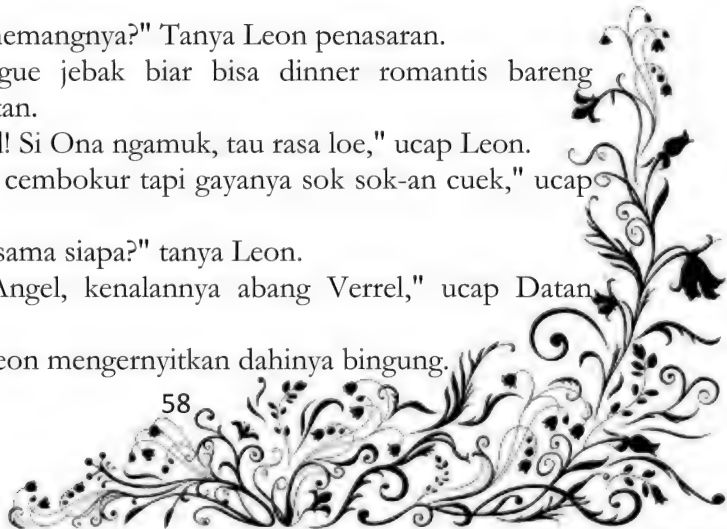 memangnya?" Tanya Leon penasaran.
gue jebak biar bisa dinner romantis bareng
tan.
! Si Ona ngamuk, tau rasa loe," ucap Leon.
cembokur tapi gayanya sok sok-an cuek," ucap
sama siapa?" tanya Leon.
Angel, kenalannya abang Verrel," ucap Datan
eon mengernyitkan dahinya bingung.
58